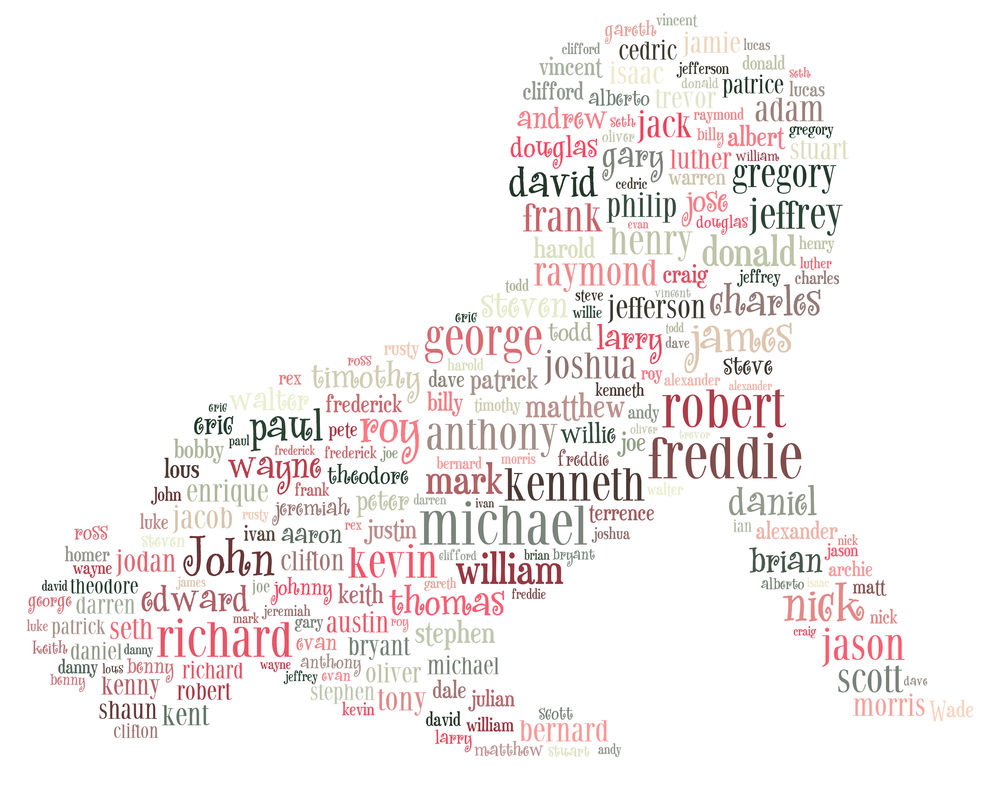 vincent
gareth
clifford cedric jamie lucas
vincent isaac jefferson donald
seth
clifford alberto trevor donald patrice lucas
andrew seth jack raymond adam
oliver billy albert gregory
douglas gary luther william stuart
david cedric warren gregory
frank philip jose jeffrey
evan douglas
harold henry donald henry
raymond craig jeffrey luther
charles
todd steven steve vincent charles
eric willie jefferson
george todd larry todd james
dave
rusty joshua steve
ross harold roy
rex timothy dave patrick kenneth alexander alexander
walter frederick billy timothy matthew andy robert
eric
eric paul pete roy anthony willie joe oliver trevor
paul
bobby frederick frederick joe freddie freddie
lous wayne theodore bernard morris
john enrique frank mark kenneth walter
jeremiah peter darren ivan daniel
luke jacob rusty rex justin michael terrence
ross steven ivan aaron joshua ian alexander nick
homer jodan John clifton kevin clifford brian bryant brian jason
wayne william archie
david theodore james joe johnny gareth freddie alberto isaac matt
george darren edward keith thomas nick nick
jeremiah
luke patrick seth richard mark gary austin roy stephen craig jason
keith daniel danny evan bryant
danny lous benny richard wayne anthony michael scott dave
benny kenny robert jeffrey evan oliver
stephen tony dale julian morris Wade
shaun kent kevin
clifton david william scott bernard
larry matthew stuart andy